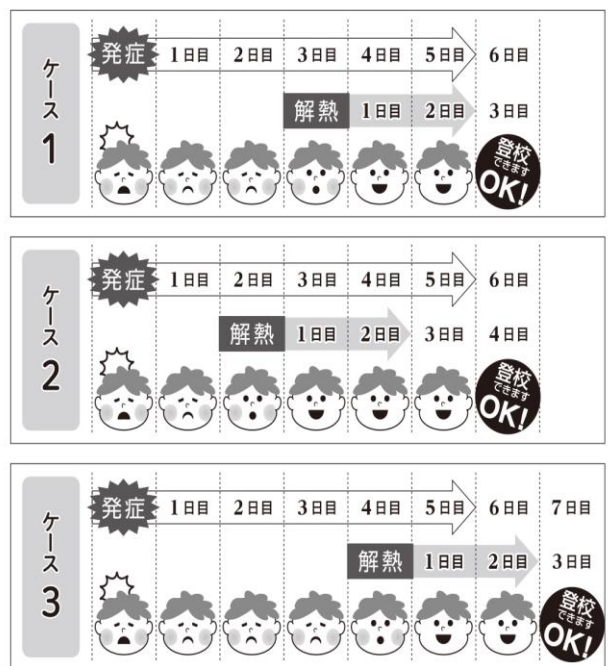 ケース1
発症 1日目 2日目 3日目 4日目 5日目 6日目
解熱 1日目 2日目 3日目
登校
できます
OK!
ケース2
発症 1日目 2日目 3日目 4日目 5日目 6日目
解熱 1日目 2日目 3日目 4日目
登校
できます
OK!
ケース3
発症 1日目 2日目 3日目 4日目 5日目 6日目 7日目
解熱 1日目 2日目 3日目
登校
できます
OK!